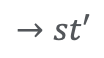 → st′